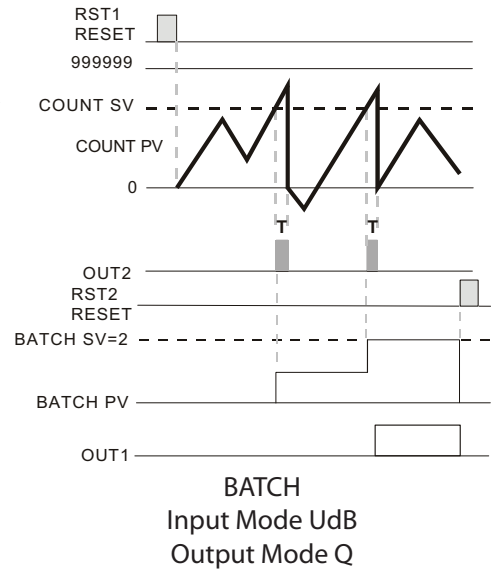 RST1
RESET
999999
COUNT SV
COUNT PV
0
T T
OUT2
RST2
RESET
BATCH SV=2
BATCH PV
OUT1
BATCH
Input Mode UdB
Output Mode Q